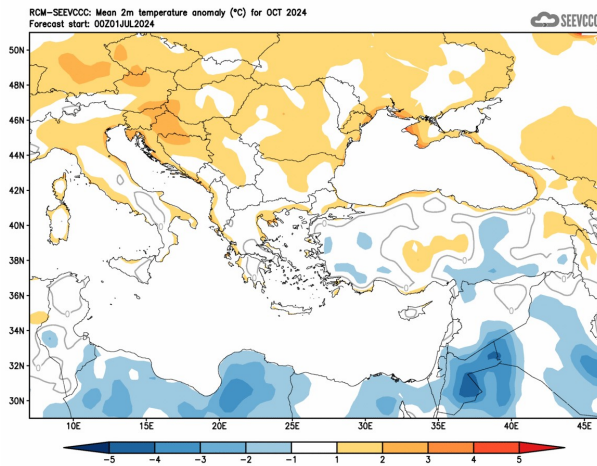 RCM-SEEVCCC: Mean 2m temperature anomaly (°C) for OCT 2024
Forecast start: 00Z01JUL2024
SEEVCCC
50N
48N
46N
44N
42N
40N
38N
36N
34N
32N
30N
10E 15E 20E 25E 30E 35E 40E 45E
-5 -4 -3 -2 -1 1 2 3 4 5